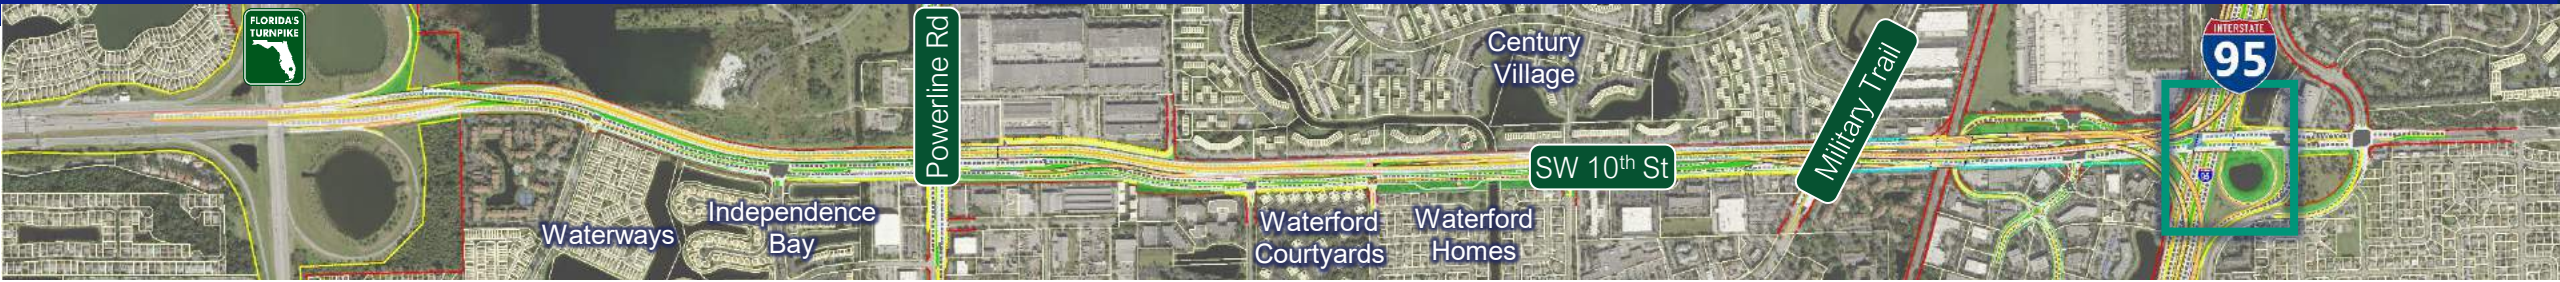 FLORIDA'S
TURNPIKE
Powerline Rd
Century
Village
Military Trail
INTERSTATE
95
SW 10th St
95
Waterways
Independence
Bay
Waterford
Courtyards
Waterford
Homes